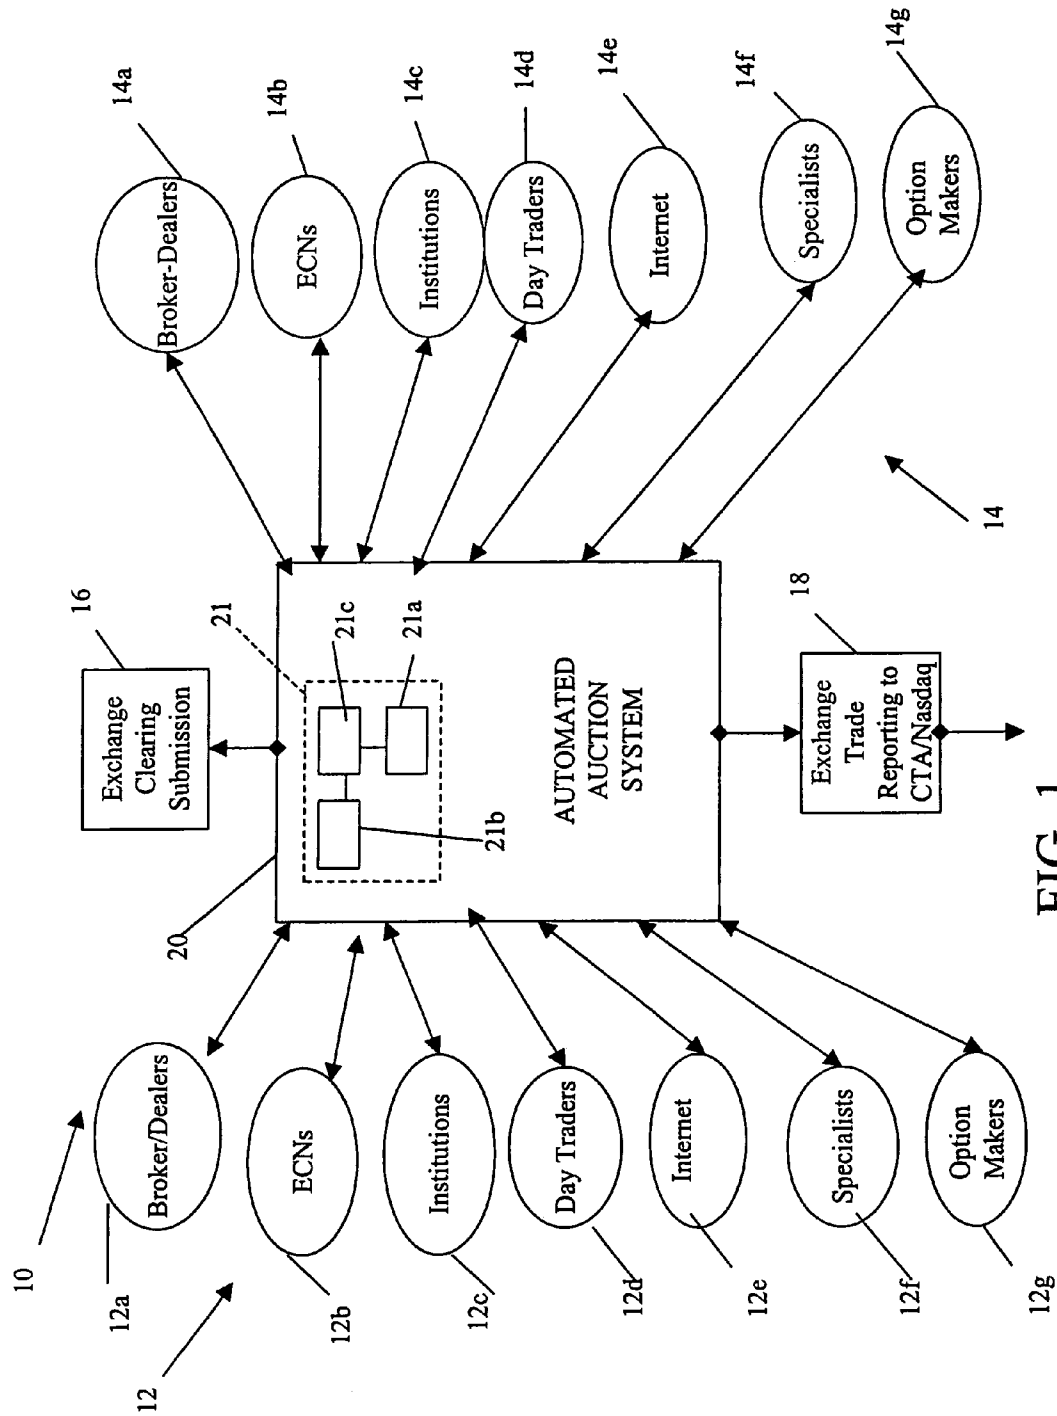 10
12
12a
Broker/Dealers
12b
ECNs
12c
Institutions
12d
Day Traders
12e
Internet
12f
Specialists
12g
Option
Makers
20
16
Exchange
Clearing
Submission
21
21c
21a
21b
AUTOMATED
AUCTION
SYSTEM
18
Exchange
Trade
Reporting to
CTA/Nasdaq
14a
Broker-Dealers
14b
ECNs
14c
Institutions
14d
Day Traders
14e
Internet
14f
Specialists
14g
Option
Makers
14
FIG. 1